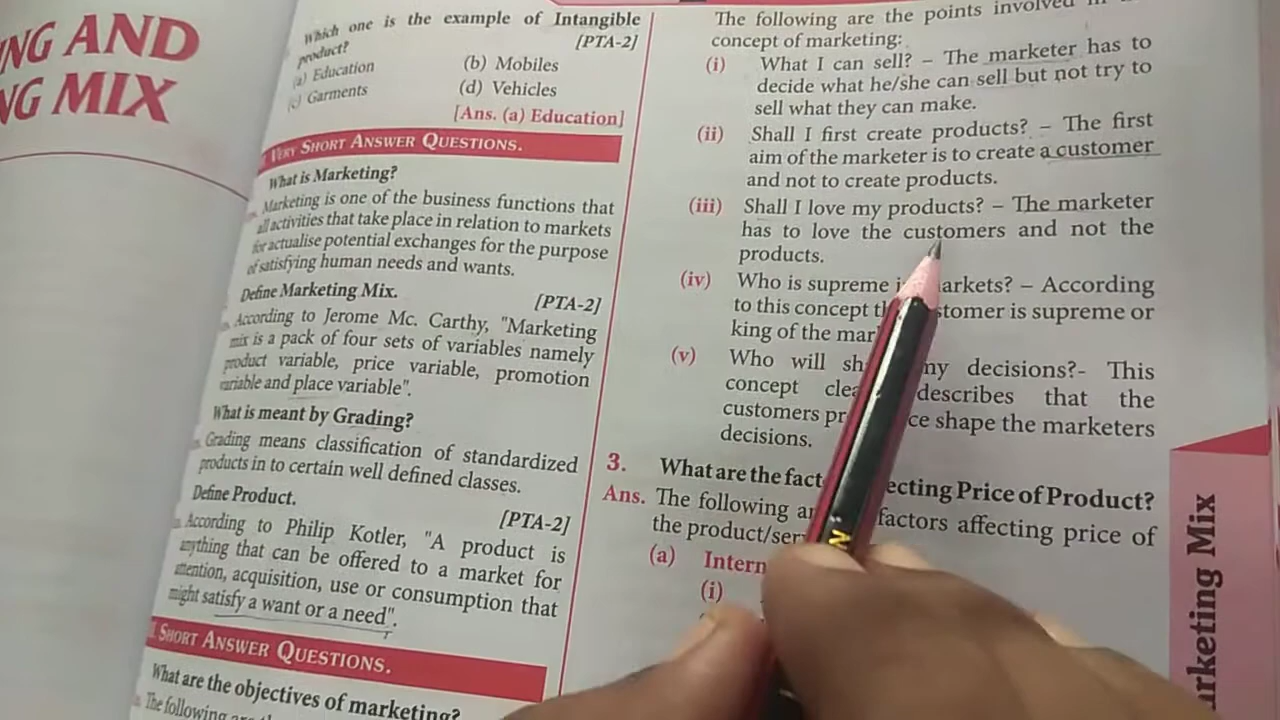 NG AND
NG MIX
Which one is the example of Intangible
product?
[PTA-2]
(a) Education
(b) Mobiles
(c) Garments
(d) Vehicles
[Ans. (a) Education]
VERY SHORT ANSWER QUESTIONS.
What is Marketing?
Marketing is one of the business functions that
all activities that take place in relation to markets
for actualise potential exchanges for the purpose
of satisfying human needs and wants.
Define Marketing Mix.
[PTA-2]
According to Jerome Mc. Carthy, "Marketing
mix is a pack of four sets of variables namely
product variable, price variable, promotion
variable and place variable".
What is meant by Grading?
Grading means classification of standardized
products in to certain well defined classes.
Define Product.
[PTA-2]
According to Philip Kotler, "A product is
anything that can be offered to a market for
attention, acquisition, use or consumption that
might satisfy a want or a need".
SHORT ANSWER QUESTIONS.
What are the objectives of marketing?
The following are
The following are the points involved
concept of marketing:
(i) What I can sell? – The marketer has to
decide what he/she can sell but not try to
sell what they can make.
(ii) Shall I first create products? – The first
aim of the marketer is to create a customer
and not to create products.
(iii) Shall I love my products? – The marketer
has to love the customers and not the
products.
(iv) Who is supreme arkets? – According
to this concept th stomer is supreme or
king of the mar
(v) Who will sh my decisions?- This
concept clea describes that the
customers pr ce shape the marketers
decisions.
3. What are the fact ecting Price of Product?
Ans. The following a factors affecting price of
the product/ser
(a) Intern
(i)
rketing Mix